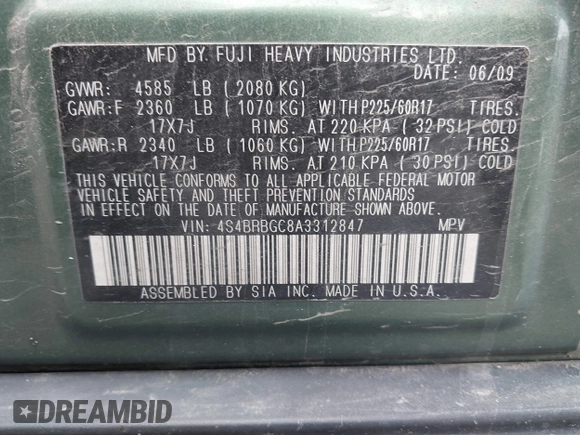 MFD BY. FUJI HEAVY INDUSTRIES LTD.
DATE: 06/09
GVWR: 4585 LB ( 2080 KG)
GAWR:F 2360 LB ( 1070 KG) WITH P225/60R17 TIRES.
17X7J RIMS. AT 220 KPA ( 32 PSI) COLD
GAWR:R 2340 LB ( 1060 KG) WITH P225/60R17 TIRES.
17X7J RIMS. AT 210 KPA ( 30 PSI) COLD
THIS VEHICLE CONFORMS TO ALL APPLICABLE FEDERAL MOTOR
VEHICLE SAFETY AND THEFT PREVENTION STANDARDS
IN EFFECT ON THE DATE OF MANUFACTURE SHOWN ABOVE.
VIN: 4S4BRBGC8A3312847 MPV
ASSEMBLED BY SIA INC. MADE IN U.S.A.
DREAMBID